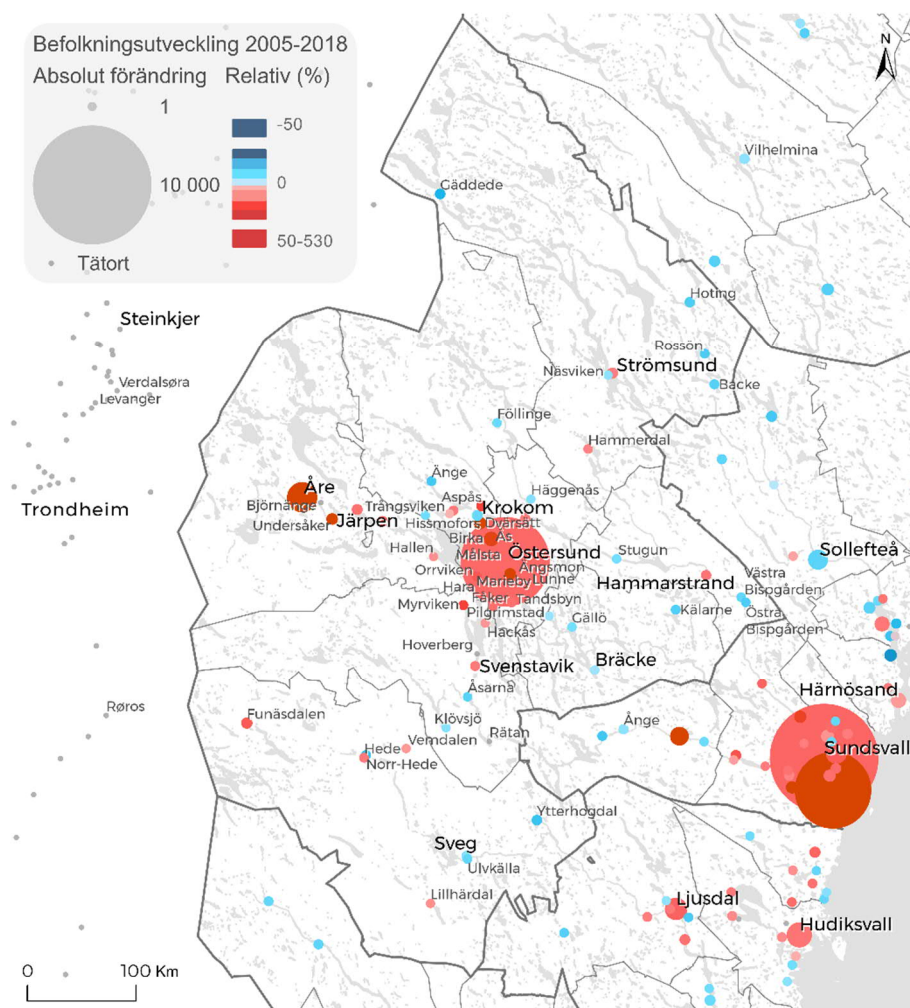 Befolkningsutveckling 2005-2018
Absolut förändring Relativ (%)
1
-50
10 000
0
50-530
Tätort
N
Vilhelmina
Gäddede
Hoting
Steinkjer
Rossön
Strömsund
Näsviken
Verdalsøra
Levanger
Backe
Föllinge
Hammerdal
Änge
Häggenås
Åre
Aspås
Krokom
Björnänge
Trångsviken
Trondheim
Undersåker
Järpen
Hissmofors
Dvärsätt
Birka
Ås
Sollefteå
Hallen
Målsta
Östersund
Stugun
Orrviken
Ängsmon
Västra
Bispgården
Hara
Marieby
Lunne
Hammarstrand
Myrviken
Fåker
Tandsbyn
Pilgrimstad
Kälarne
Östra
Bispgården
Gällö
Hackås
Hoverberg
Svenstavik
Bräcke
Åsarna
Härnösand
Røros
Funäsdalen
Klövsjö
Rätan
Ånge
Hede
Vemdalen
Sundsvall
Norr-Hede
Ytterhogdal
Sveg
Ulvkälla
Lillhärdal
Ljusdal
Hudiksvall
0 100 Km